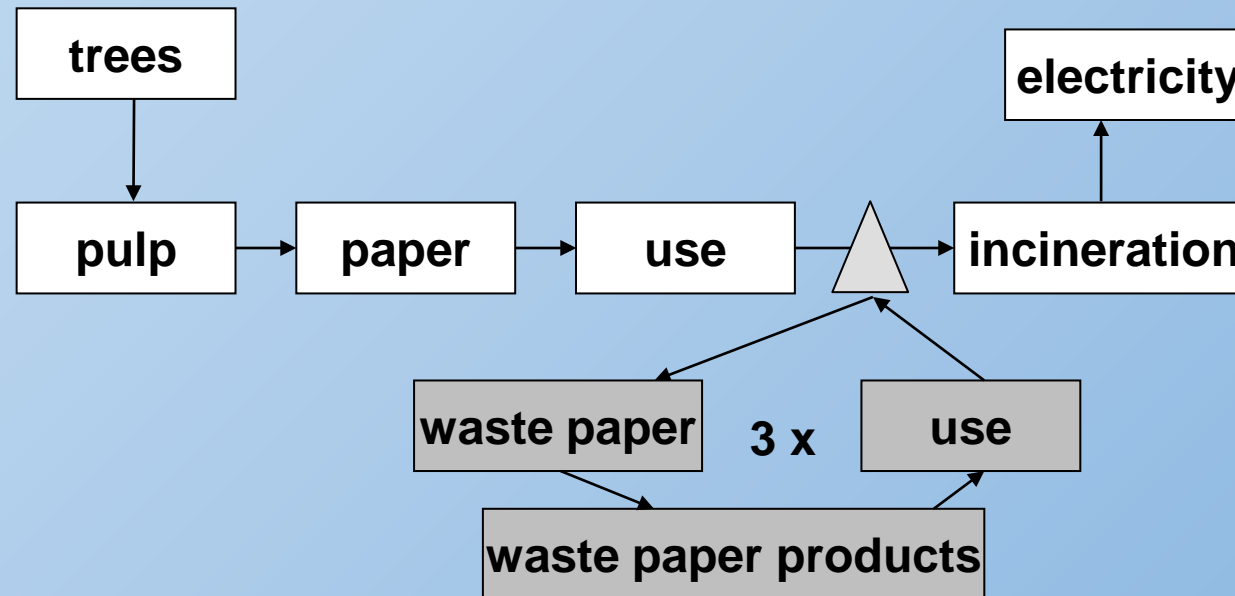 trees
electricity
pulp
paper
use
incineration
waste paper
3 x
use
waste paper products